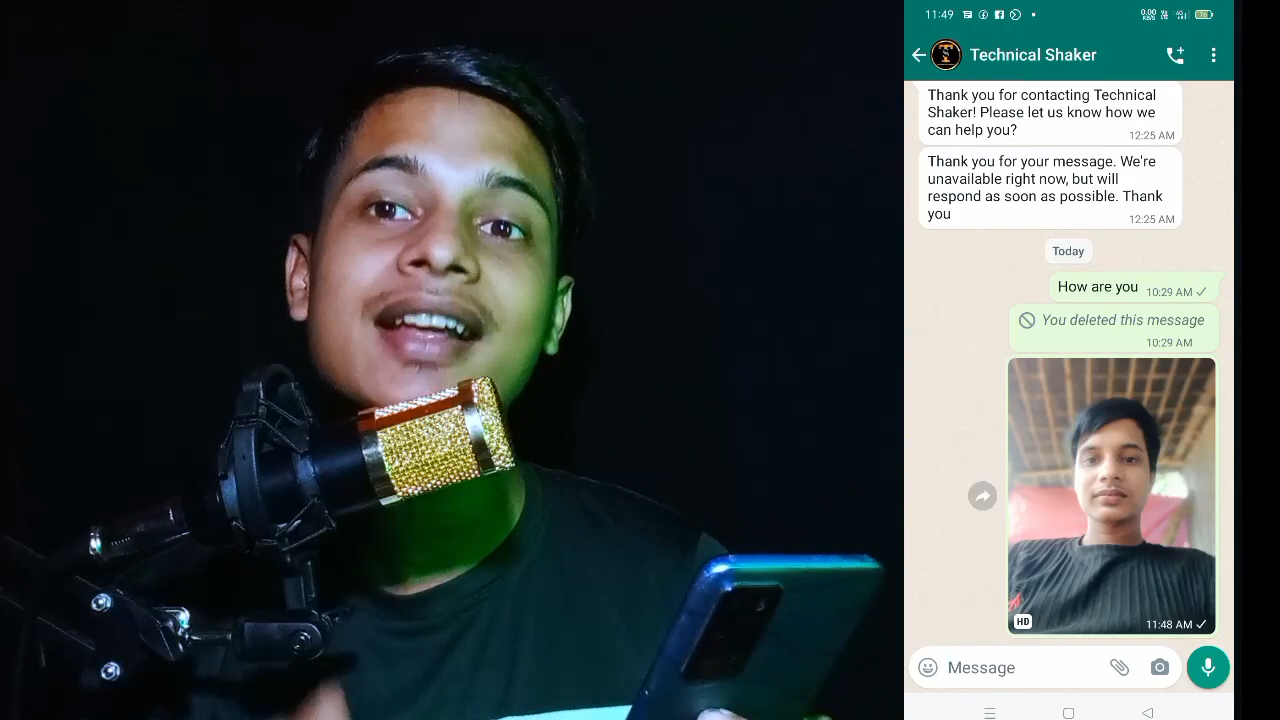 11:49
0.00
KB/S
Technical Shaker
Thank you for contacting Technical
Shaker! Please let us know how we
can help you?
12:25 AM
Thank you for your message. We're
unavailable right now, but will
respond as soon as possible. Thank
you
12:25 AM
Today
How are you 10:29 AM
You deleted this message
10:29 AM
HD
11:48 AM
Message